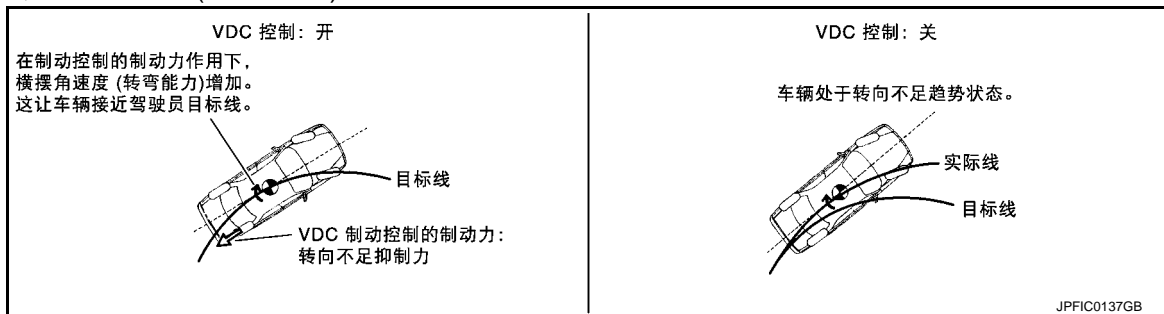 VDC 控制：开
在制动控制的制动力作用下，
横摆角速度 (转弯能力)增加。
这让车辆接近驾驶员目标线。
目标线
VDC 制动控制的制动力：
转向不足抑制力
VDC 控制：关
车辆处于转向不足趋势状态。
实际线
目标线
JPFIC0137GB